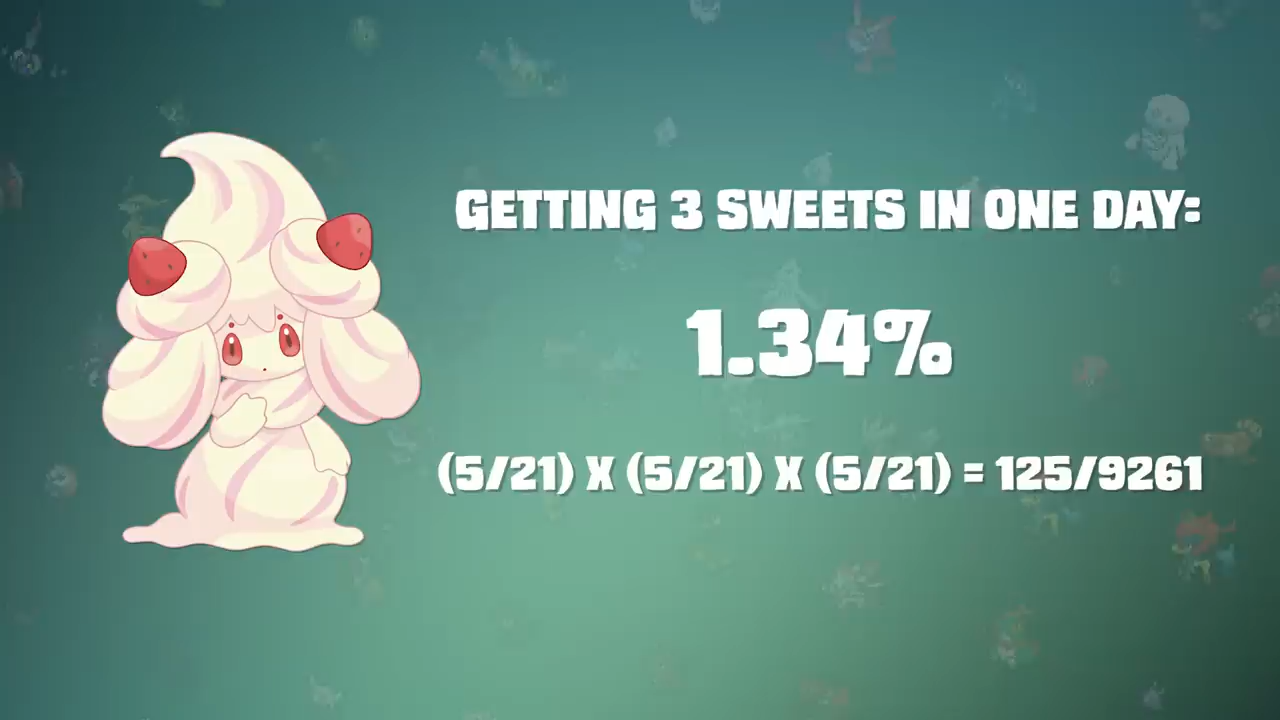 GETTING 3 SWEETS IN ONE DAY:
1.34%
(5/21) X (5/21) X (5/21) = 125/9261